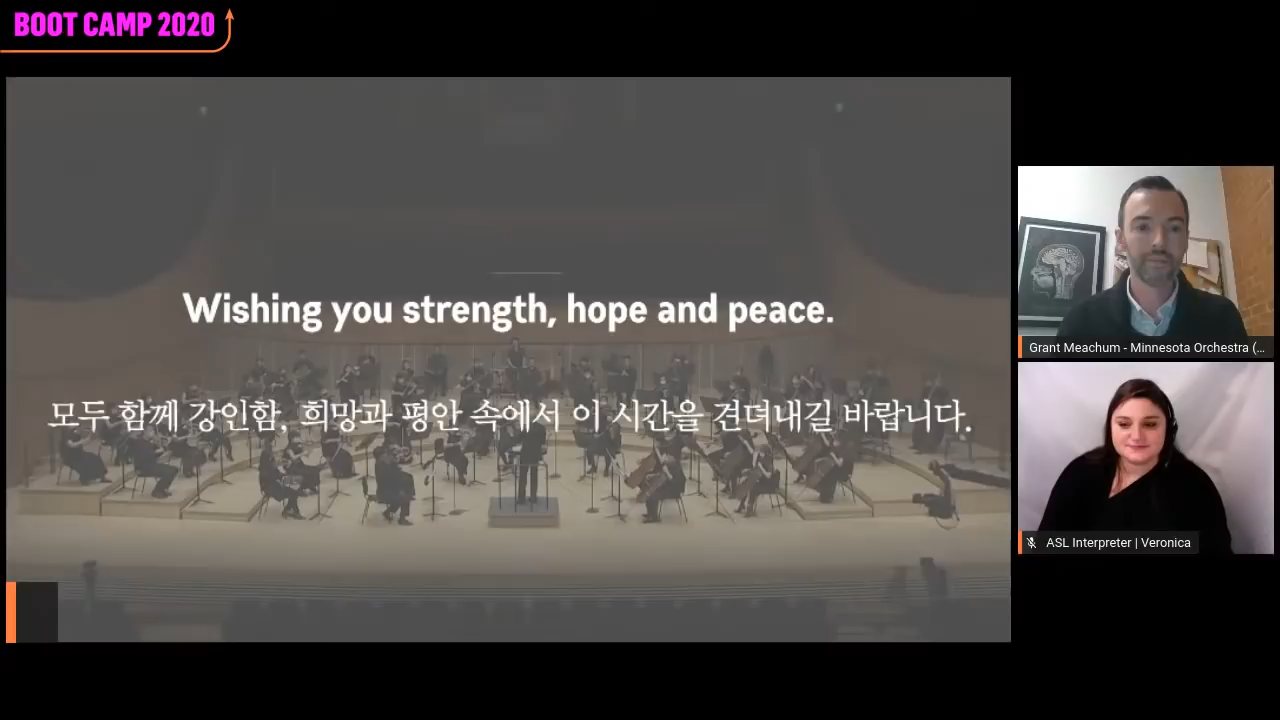 BOOT CAMP 2020
Wishing you strength, hope and peace.
모두 함께 강인함, 희망과 평안 속에서 이 시간을 견뎌내길 바랍니다.
Grant Meachum - Minnesota Orchestra (...
ASL Interpreter | Veronica